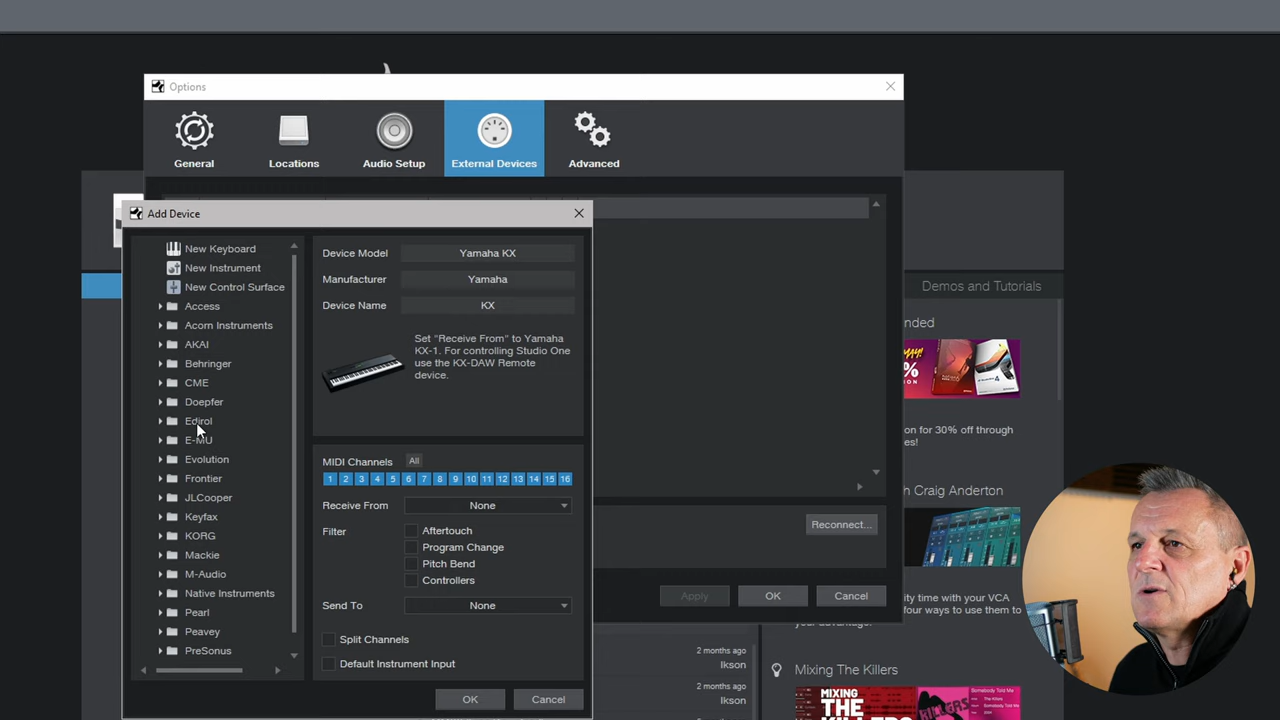 Options
General
Locations
Audio Setup
External Devices
Advanced
Add Device
New Keyboard
New Instrument
New Control Surface
Access
Acorn Instruments
AKAI
Behringer
CME
Doepfer
Edirol
E-MU
Evolution
Frontier
JLCooper
Keyfax
KORG
Mackie
M-Audio
Native Instruments
Pearl
Peavey
PreSonus
Device Model Yamaha KX
Manufacturer Yamaha
Device Name KX
Set "Receive From" to Yamaha
KX-1. For controlling Studio One
use the KX-DAW Remote
device.
MIDI Channels All
1 2 3 4 5 6 7 8 9 10 11 12 13 14 15 16
Receive From None
Filter Aftertouch
Program Change
Pitch Bend
Controllers
Send To None
Split Channels
Default Instrument Input
OK Cancel
Reconnect...
Apply OK Cancel
Demos and Tutorials
nded
%
on for 30% off through
es!
h Craig Anderton
ity time with your VCA
four ways to use them to
your advantage.
2 months ago
Ikson
2 months ago
Ikson
Mixing The Killers
MIXING
THE
KILLERS
Somebody Told Me